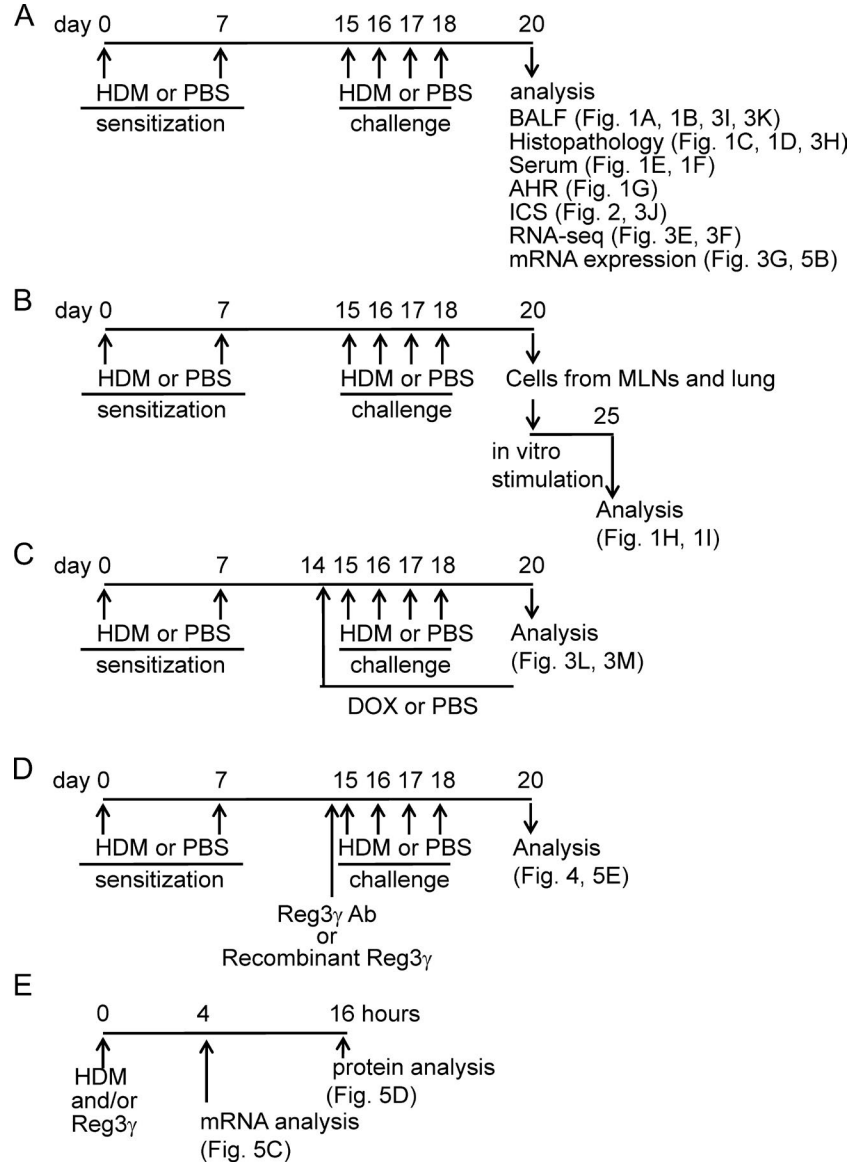 A
day 0 7 15 16 17 18 20
HDM or PBS HDM or PBS analysis
sensitization challenge BALF (Fig. 1A, 1B, 3I, 3K)
Histopathology (Fig. 1C, 1D, 3H)
Serum (Fig. 1E, 1F)
AHR (Fig. 1G)
ICS (Fig. 2, 3J)
RNA-seq (Fig. 3E, 3F)
mRNA expression (Fig. 3G, 5B)
B
day 0 7 15 16 17 18 20
HDM or PBS HDM or PBS Cells from MLNs and lung
sensitization challenge
25
in vitro
stimulation
Analysis
(Fig. 1H, 1I)
C
day 0 7 14 15 16 17 18 20
HDM or PBS HDM or PBS Analysis
sensitization challenge (Fig. 3L, 3M)
DOX or PBS
D
day 0 7 15 16 17 18 20
HDM or PBS HDM or PBS Analysis
sensitization challenge (Fig. 4, 5E)
Reg3γ Ab
or
Recombinant Reg3γ
E
0 4 16 hours
HDM
and/or
Reg3γ
protein analysis
(Fig. 5D)
mRNA analysis
(Fig. 5C)